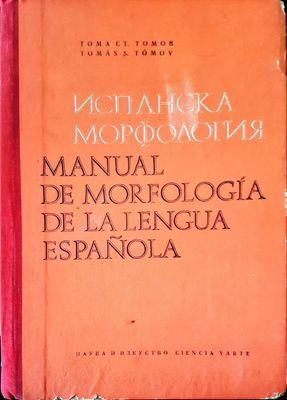 ТОМА СТ. ТОМОВ
TOMÁS S. TÓMOV
ИСПАНСКА
МОРФОЛОГИЯ
MANUAL
DE MORFOLOGÍA
DE LA LENGUA
ESPAÑOLA
НАУКА И ИЗКУСТВО CIENCIA Y ARTE